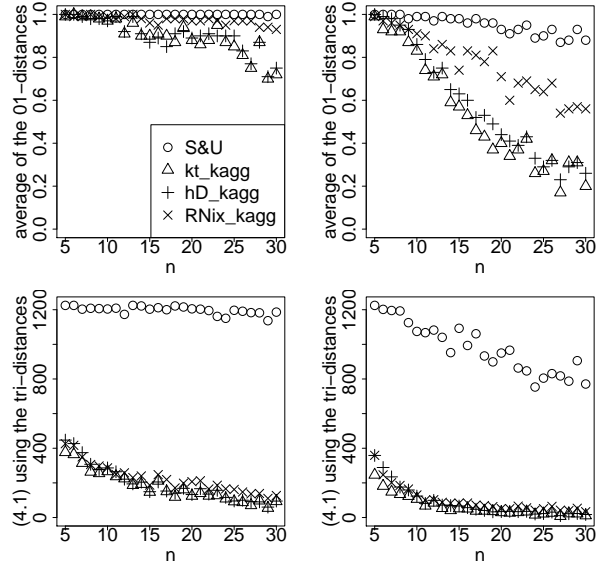 average of the 01−distances
0.0 0.2 0.4 0.6 0.8 1.0
S&U
kt_kagg
hD_kagg
RNix_kagg
5 10 15 20 25 30
n
average of the 01−distances
0.0 0.2 0.4 0.6 0.8 1.0
5 10 15 20 25 30
n
(4.1) using the tri−distances
0 400 800 1200
5 10 15 20 25 30
n
(4.1) using the tri−distances
0 400 800 1200
5 10 15 20 25 30
n